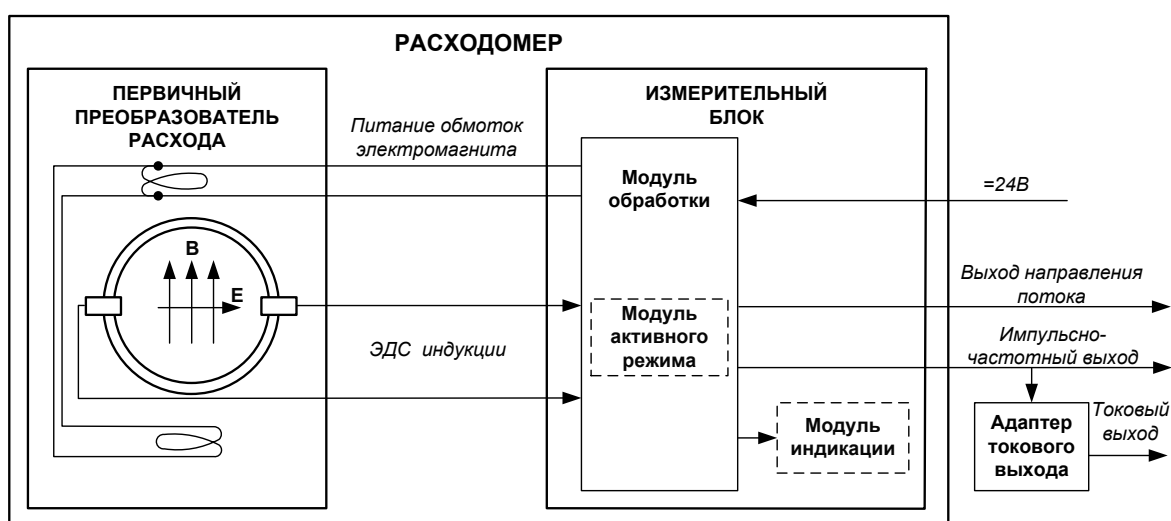 РАСХОДОМЕР
ПЕРВИЧНЫЙ
ПРЕОБРАЗОВАТЕЛЬ
РАСХОДА
Питание обмоток
электромагнита
ИЗМЕРИТЕЛЬНЫЙ
БЛОК
Модуль
обработки
=24В
В
Е
ЭДС индукции
Модуль
активного
режима
Выход направления
потока
Импульсно-
частотный выход
Модуль
индикации
Адаптер
токового
выхода
Токовый
выход